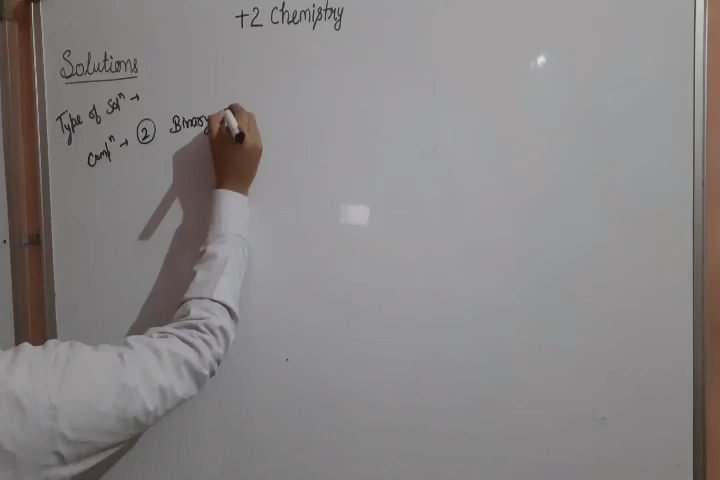 +2 Chemistry
Solutions
Type of Solⁿ →
Compⁿ → ② Binary